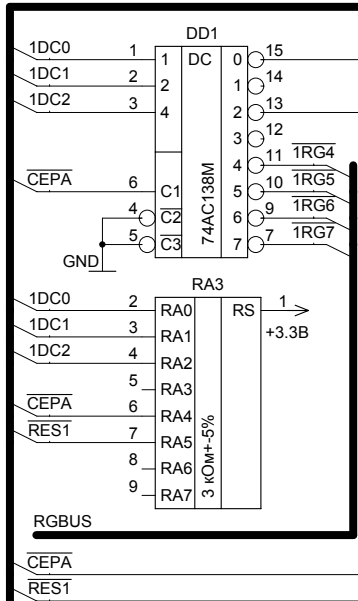 DD1
1DC0 1 1 DC 0 15
1DC1 2 2 1 14
1DC2 3 4 2 13
3 12
4 11 1RG4
CEPA 6 C1 5 10 1RG5
4 C2 6 9 1RG6
5 C3 7 7 1RG7
74AC138M
GND
RA3
1DC0 2 RA0 RS 1
1DC1 3 RA1 +3.3В
1DC2 4 RA2
5 RA3
CEPA 6 RA4
RES1 7 RA5
8 RA6
9 RA7
3 кОм+-5%
RGBUS
CEPA
RES1